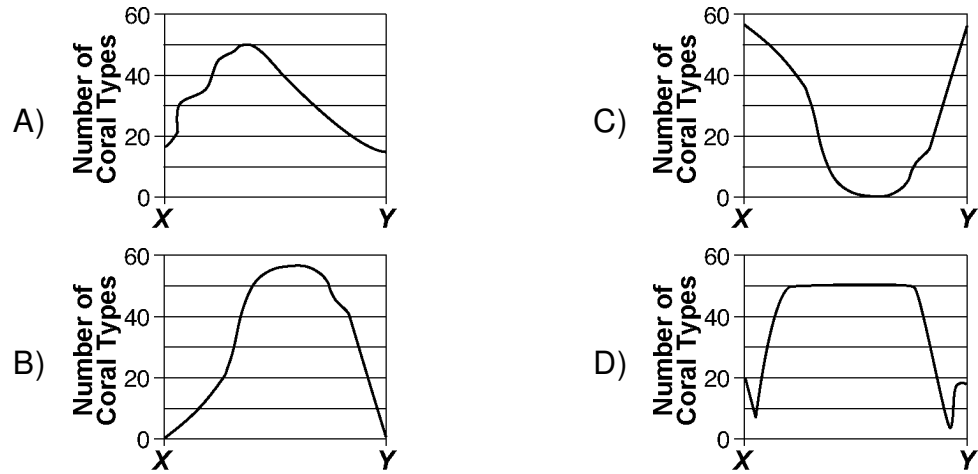 A)
Number of
Coral Types
60
40
20
0
X
Y
C)
Number of
Coral Types
60
40
20
0
X
Y
B)
Number of
Coral Types
60
40
20
0
X
Y
D)
Number of
Coral Types
60
40
20
0
X
Y